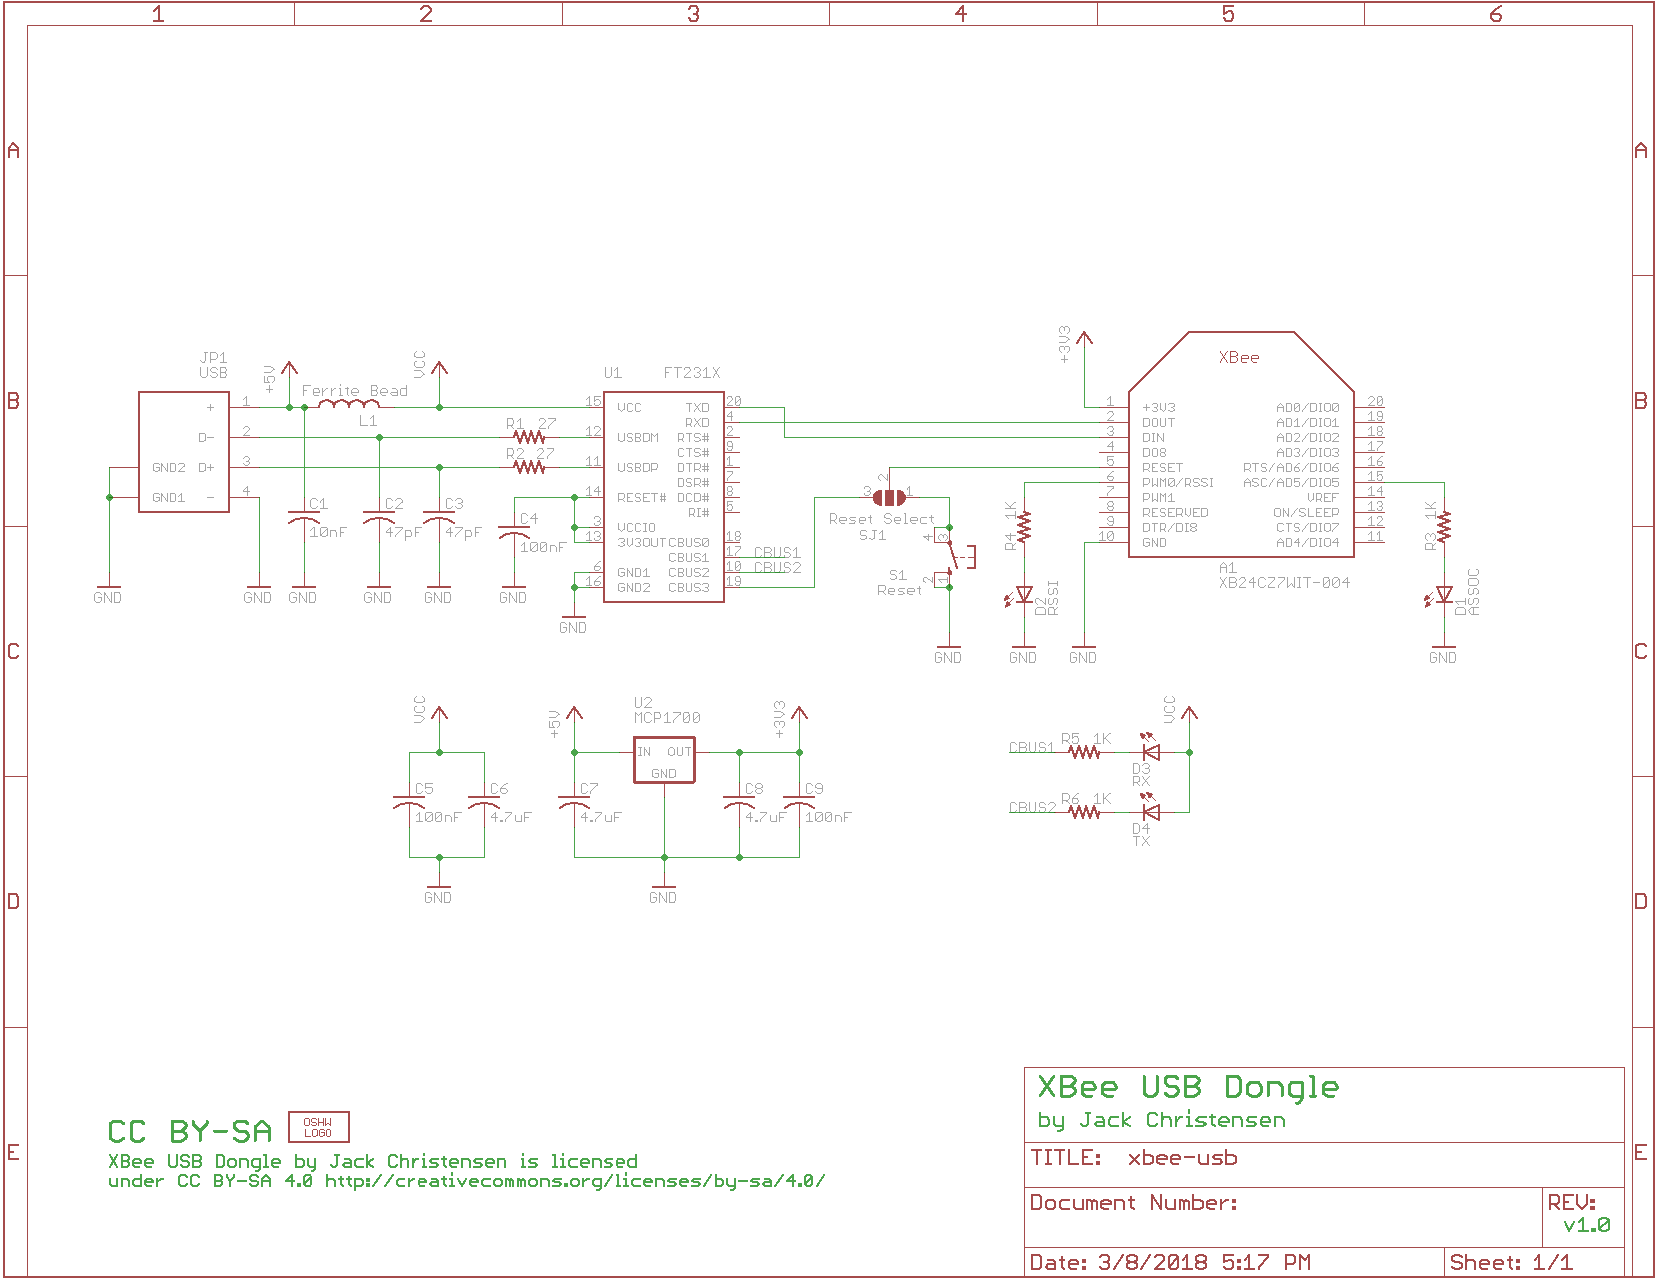 1 2 3 4 5 6
A A
B B
C C
D D
E E
JP1
USB
+
D-
GND2 D+
GND1 -
1
2
3
4
+5V
Ferrite Bead
L1
VCC
R1 27
R2 27
C1
10nF
C2
47pF
C3
47pF
C4
100nF
GND
GND
GND
GND
GND
GND
U1 FT231X
15 VCC TXD 20
RXD 4
12 USBDM RTS# 2
CTS# 9
11 USBDP DTR# 1
DSR# 7
14 RESET# DCD# 8
RI# 5
3 VCCIO
13 3V3OUT CBUS0 18
CBUS1 17 CBUS1
6 GND1 CBUS2 10 CBUS2
16 GND2 CBUS3 19
GND
2
3 1
Reset Select
SJ1
4 3
S1
Reset
2 1
GND
+3V3
XBee
1 +3V3 AD0/DIO0 20
2 DOUT AD1/DIO1 19
3 DIN AD2/DIO2 18
4 DO8 AD3/DIO3 17
5 RESET RTS/AD6/DIO6 16
6 PWM0/RSSI ASC/AD5/DIO5 15
7 PWM1 VREF 14
8 RESERVED ON/SLEEP 13
9 DTR/DI8 CTS/DIO7 12
10 GND AD4/DIO4 11
A1
XB24CZ7WIT-004
R4 1K
D2
RSSI
GND
GND
R3 1K
D1
ASSOC
GND
VCC
C5
100nF
C6
4.7uF
GND
+5V
U2
MCP1700
IN OUT
GND
+3V3
C7
4.7uF
C8
4.7uF
C9
100nF
GND
VCC
CBUS1 R5 1K
D3
RX
CBUS2 R6 1K
D4
TX
CC BY-SA
OSHW
LOGO
XBee USB Dongle by Jack Christensen is licensed
under CC BY-SA 4.0 http://creativecommons.org/licenses/by-sa/4.0/
XBee USB Dongle
by Jack Christensen
TITLE: xbee-usb
Document Number:
REV:
v1.0
Date: 3/8/2018 5:17 PM
Sheet: 1/1